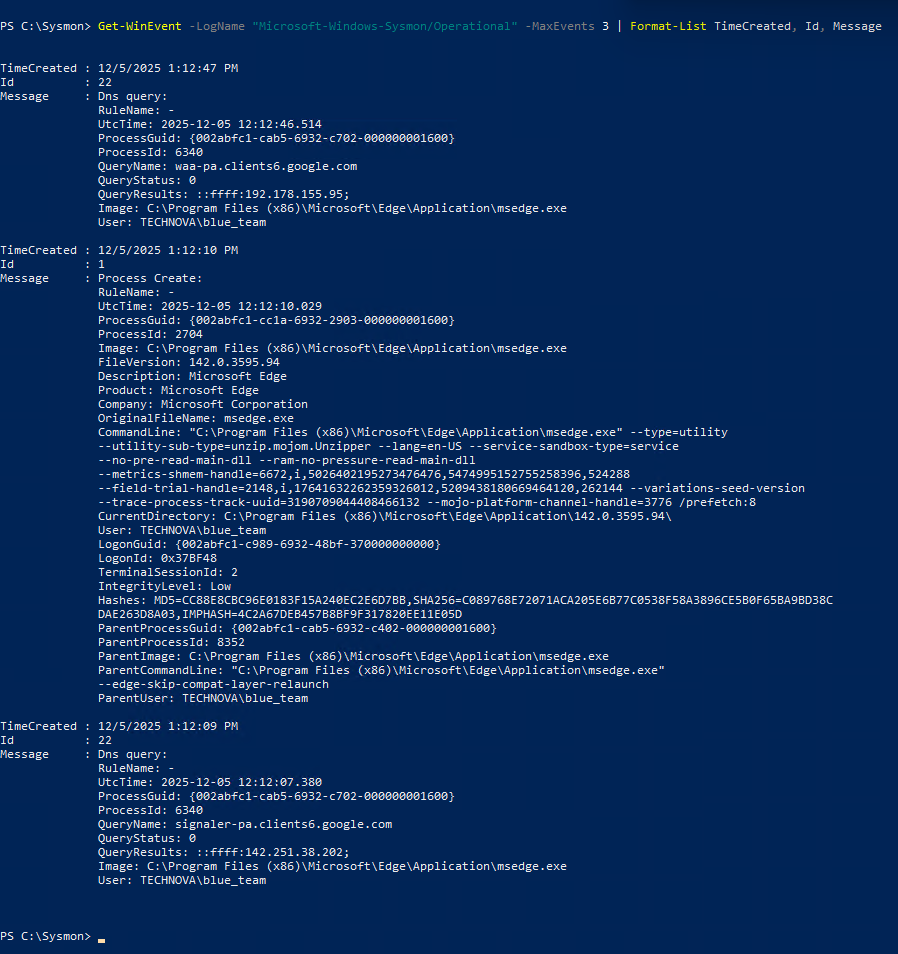 PS C:\Sysmon> Get-WinEvent -LogName "Microsoft-Windows-Sysmon/Operational" -MaxEvents 3 | Format-List TimeCreated, Id, Message
TimeCreated : 12/5/2025 1:12:47 PM
Id          : 22
Message     : Dns query:
              RuleName: -
              UtcTime: 2025-12-05 12:12:46.514
              ProcessGuid: {002abfc1-cab5-6932-c702-000000001600}
              ProcessId: 6340
              QueryName: waa-pa.clients6.google.com
              QueryStatus: 0
              QueryResults: ::ffff:192.178.155.95;
              Image: C:\Program Files (x86)\Microsoft\Edge\Application\msedge.exe
              User: TECHNOVA\blue_team
TimeCreated : 12/5/2025 1:12:10 PM
Id          : 1
Message     : Process Create:
              RuleName: -
              UtcTime: 2025-12-05 12:12:10.029
              ProcessGuid: {002abfc1-cc1a-6932-2903-000000001600}
              ProcessId: 2704
              Image: C:\Program Files (x86)\Microsoft\Edge\Application\msedge.exe
              FileVersion: 142.0.3595.94
              Description: Microsoft Edge
              Product: Microsoft Edge
              Company: Microsoft Corporation
              OriginalFileName: msedge.exe
              CommandLine: "C:\Program Files (x86)\Microsoft\Edge\Application\msedge.exe" --type=utility
              --utility-sub-type=unzip.mojom.Unzipper --lang=en-US --service-sandbox-type=service
              --no-pre-read-main-dll --ram-no-pressure-read-main-dll
              --metrics-shmem-handle=6672,i,5026402195273476476,5474995152755258396,524288
              --field-trial-handle=2148,i,17641632262359326012,5209438180669464120,262144 --variations-seed-version
              --trace-process-track-uuid=3190709044408466132 --mojo-platform-channel-handle=3776 /prefetch:8
              CurrentDirectory: C:\Program Files (x86)\Microsoft\Edge\Application\142.0.3595.94\
              User: TECHNOVA\blue_team
              LogonGuid: {002abfc1-c989-6932-48bf-370000000000}
              LogonId: 0x37BF48
              TerminalSessionId: 2
              IntegrityLevel: Low
              Hashes: MD5=CC88E8CBC96E0183F15A240EC2E6D7BB,SHA256=C089768E72071ACA205E6B77C0538F58A3896CE5B0F65BA9BD38C
              DAE263D8A03,IMPHASH=4C2A67DEB457B8BF9F317820EE11E05D
              ParentProcessGuid: {002abfc1-cab5-6932-c402-000000001600}
              ParentProcessId: 8352
              ParentImage: C:\Program Files (x86)\Microsoft\Edge\Application\msedge.exe
              ParentCommandLine: "C:\Program Files (x86)\Microsoft\Edge\Application\msedge.exe"
              --edge-skip-compat-layer-relaunch
              ParentUser: TECHNOVA\blue_team
TimeCreated : 12/5/2025 1:12:09 PM
Id          : 22
Message     : Dns query:
              RuleName: -
              UtcTime: 2025-12-05 12:12:07.380
              ProcessGuid: {002abfc1-cab5-6932-c702-000000001600}
              ProcessId: 6340
              QueryName: signaler-pa.clients6.google.com
              QueryStatus: 0
              QueryResults: ::ffff:142.251.38.202;
              Image: C:\Program Files (x86)\Microsoft\Edge\Application\msedge.exe
              User: TECHNOVA\blue_team
PS C:\Sysmon>